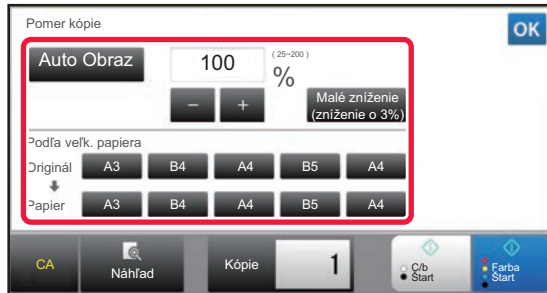 Pomer kópie
OK
Auto Obraz
100
(25~200)
%
−
+
Malé zníženie
(zníženie o 3%)
Podľa veľk. papiera
Originál A3 B4 A4 B5 A4
Papier A3 B4 A4 B5 A4
CA
Náhľad
Kópie
1
Č/b
Štart
Farba
Štart